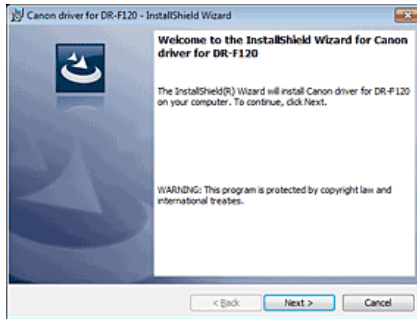 Canon driver for DR-F120 - InstallShield Wizard
Welcome to the InstallShield Wizard for Canon
driver for DR-F120
The InstallShield(R) Wizard will install Canon driver for DR-F120
on your computer. To continue, click Next.
WARNING: This program is protected by copyright law and
international treaties.
< Back
Next >
Cancel